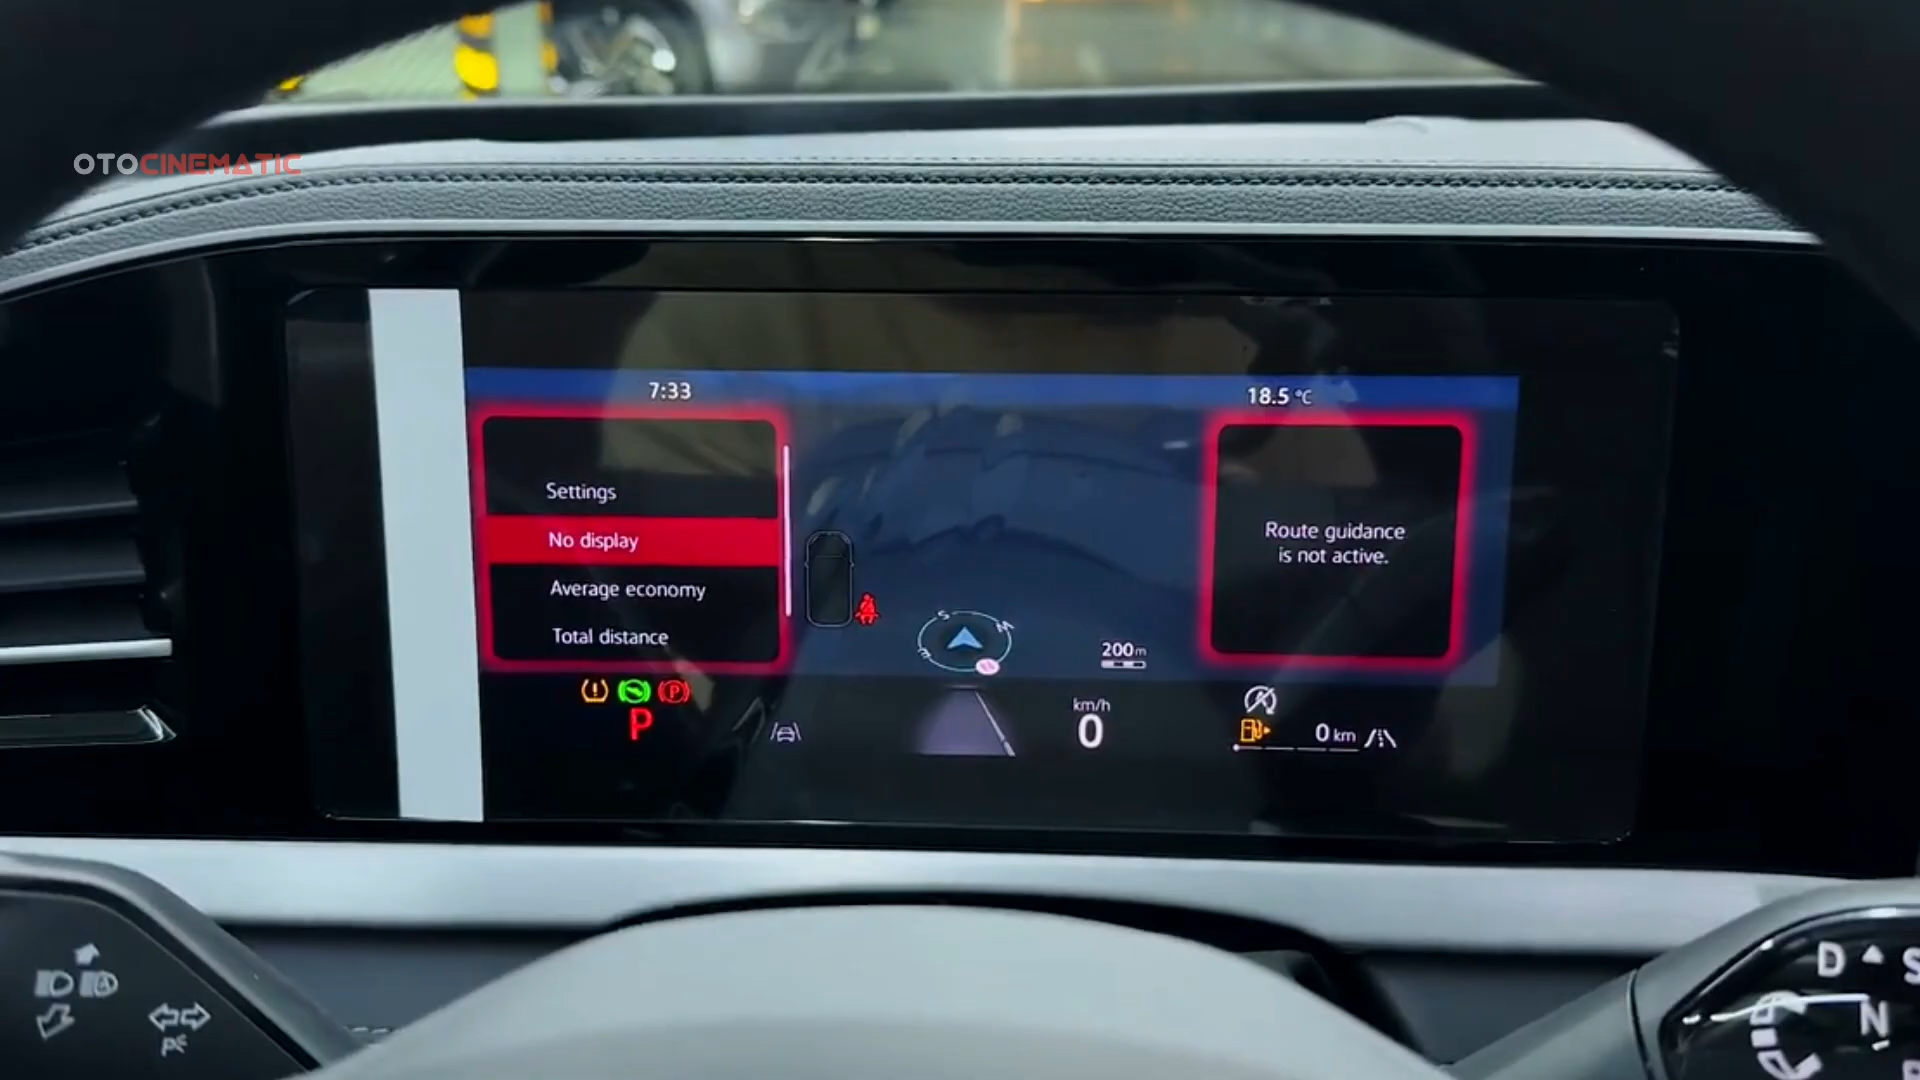 OTOCINEMATIC
7:33
18.5 °C
Settings
No display
Average economy
Total distance
Route guidance
is not active.
S
E
200 m
P
P
km/h
0
0 km
D
N